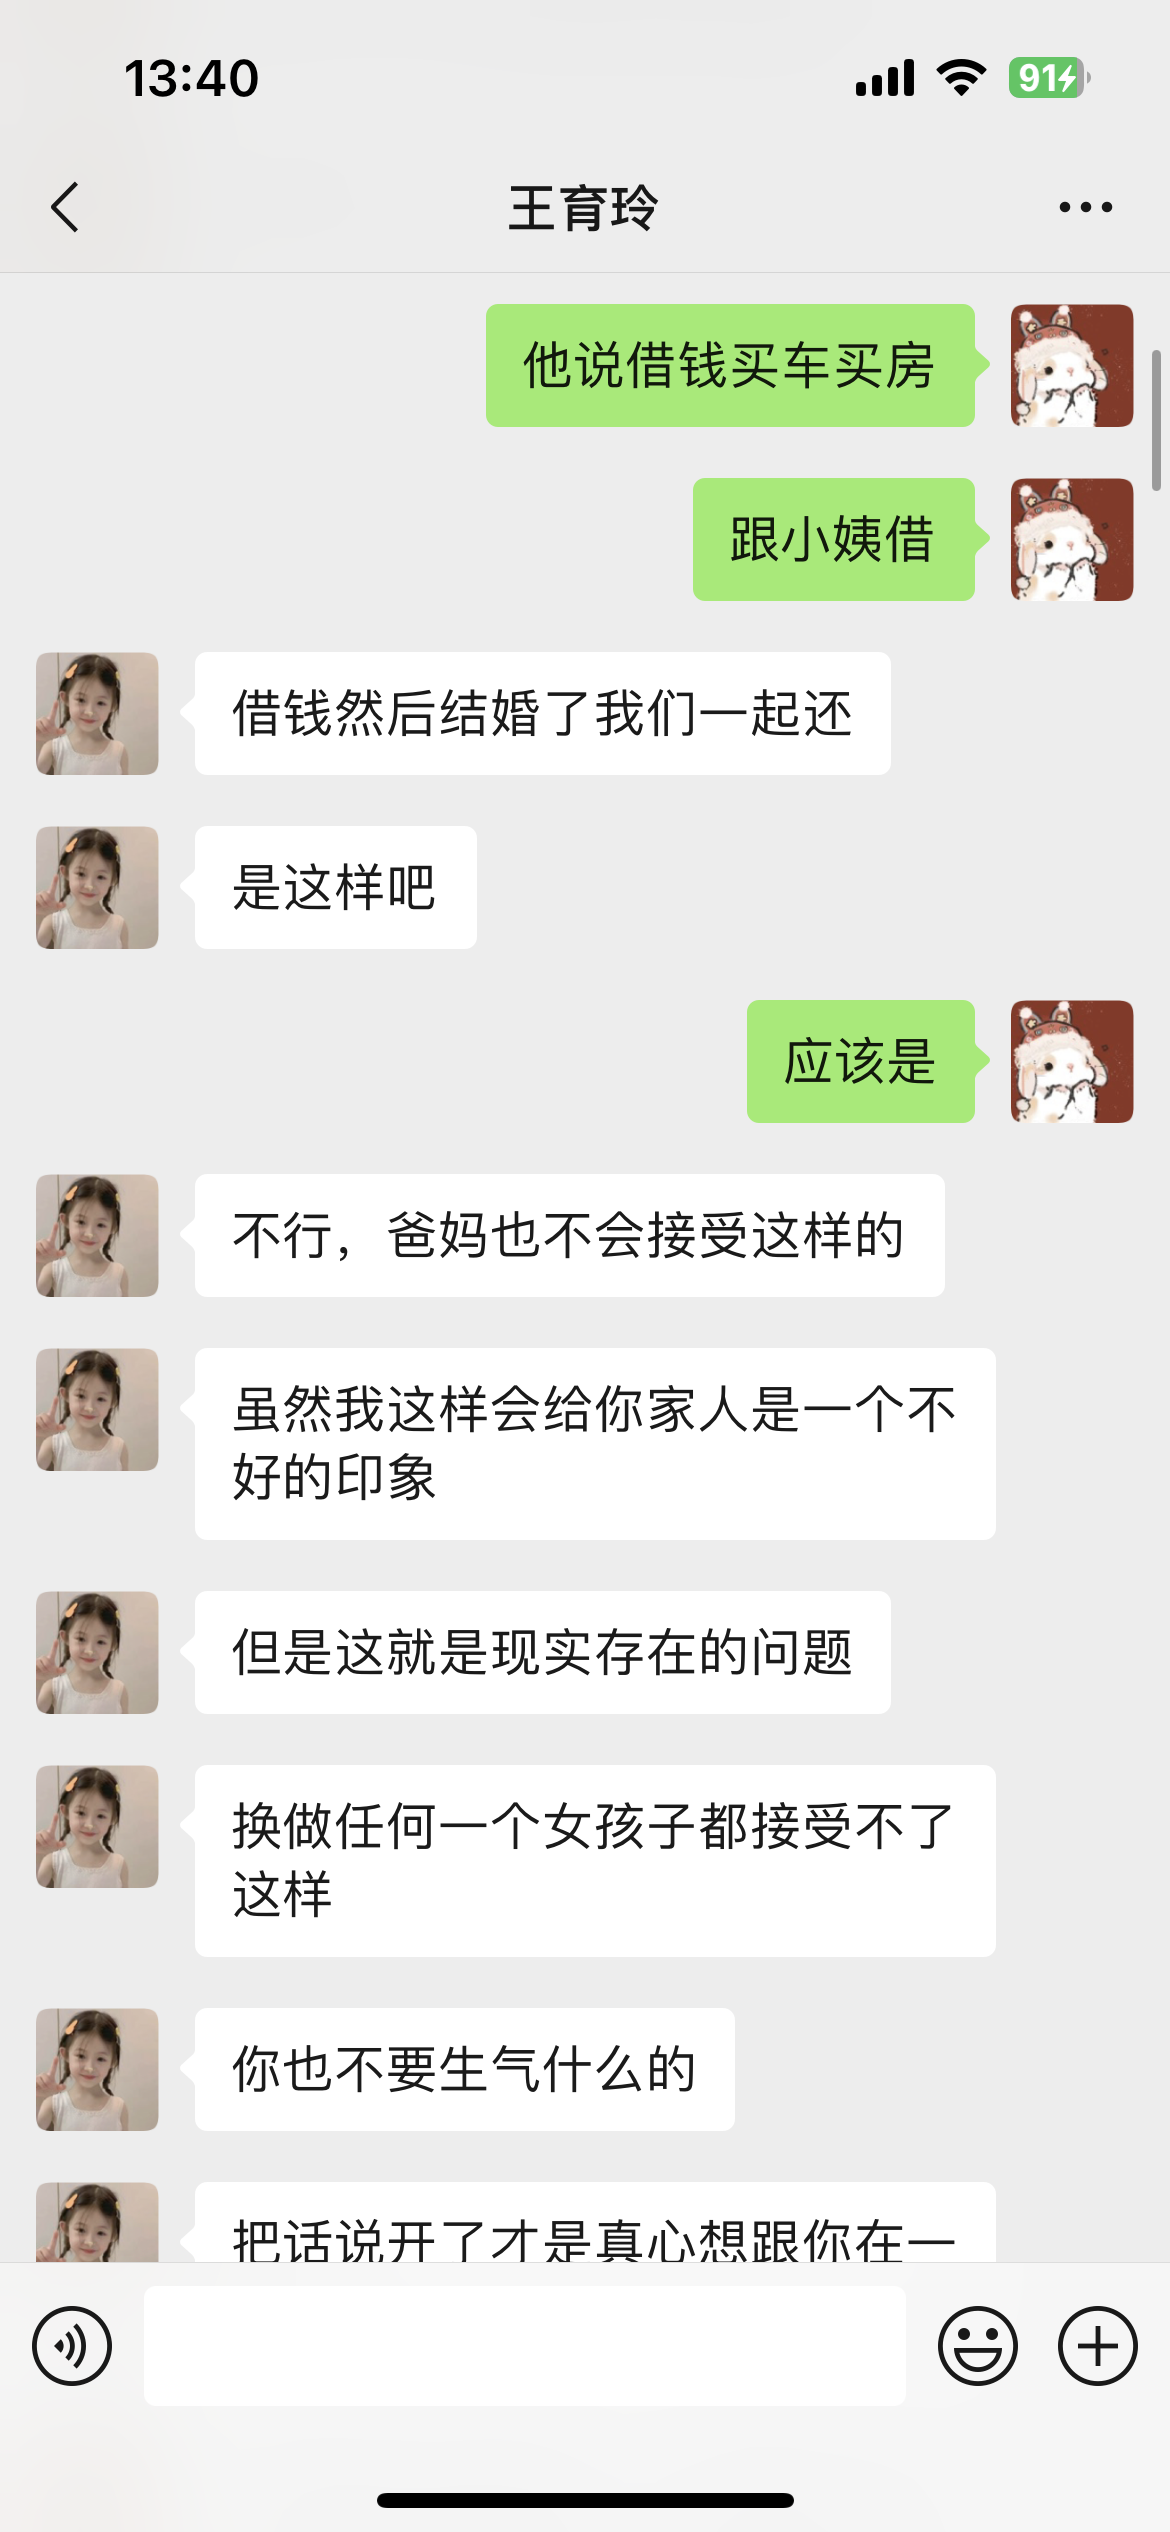 13:40
91
王育玲
他说借钱买车买房
跟小姨借
借钱然后结婚了我们一起还
是这样吧
应该是
不行，爸妈也不会接受这样的
虽然我这样会给你家人是一个不
好的印象
但是这就是现实存在的问题
换做任何一个女孩子都接受不了
这样
你也不要生气什么的
把话说开了才是真心想跟你在一